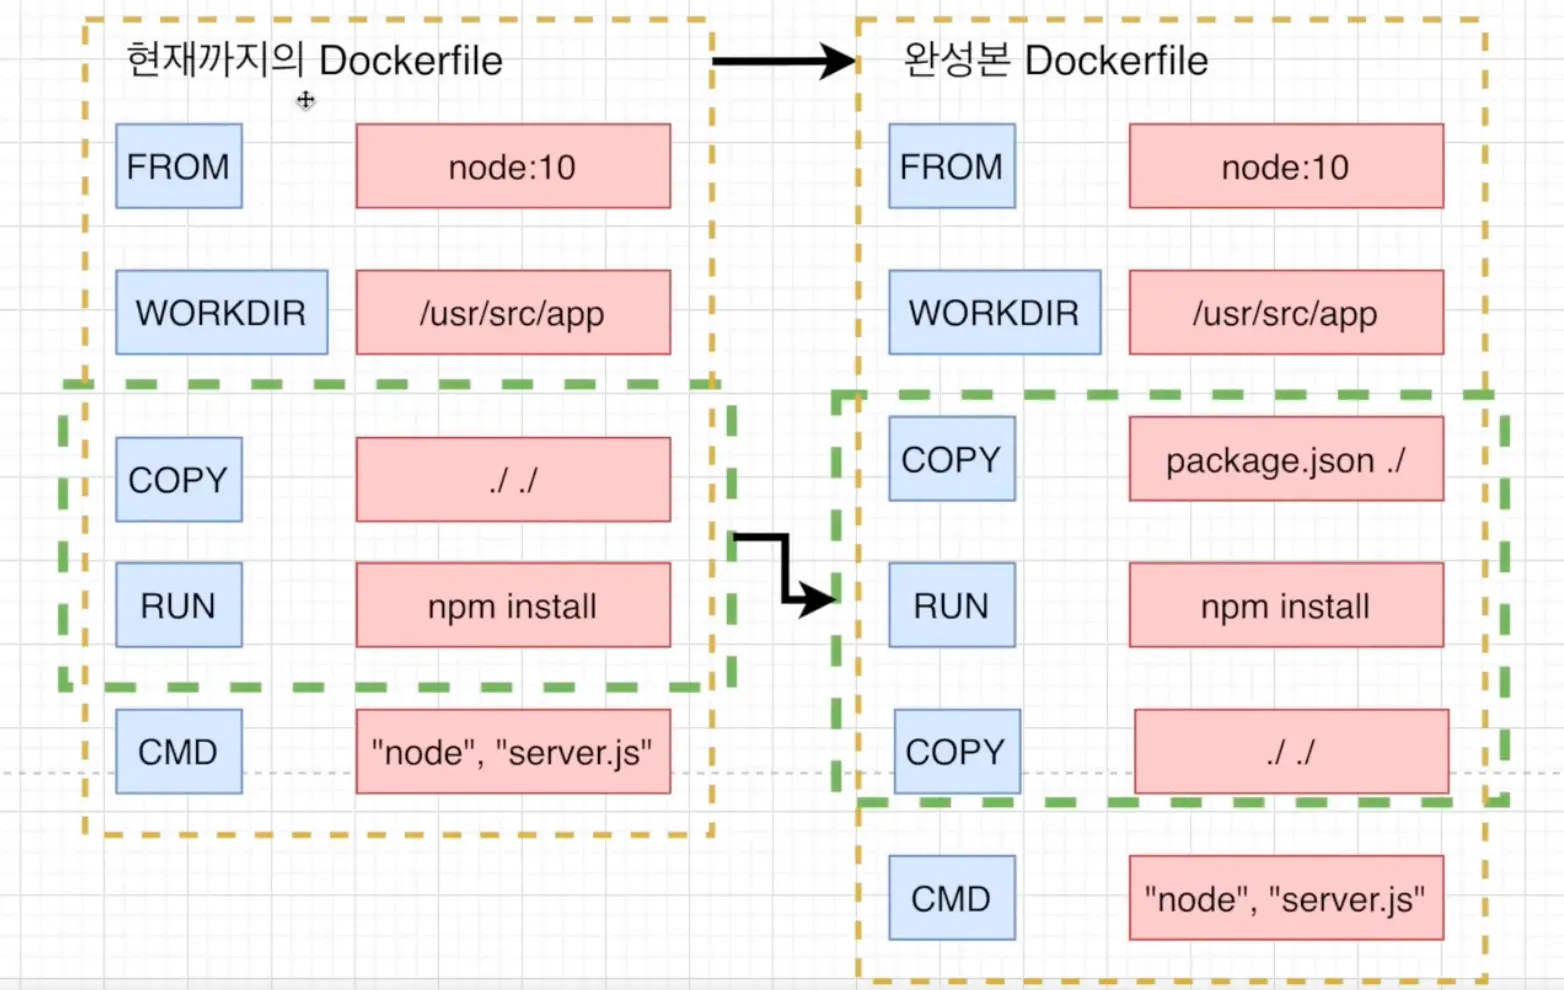 현재까지의 Dockerfile
FROM node:10
WORKDIR /usr/src/app
COPY ./ ./
RUN npm install
CMD "node", "server.js"
완성본 Dockerfile
FROM node:10
WORKDIR /usr/src/app
COPY package.json ./
RUN npm install
COPY ./ ./
CMD "node", "server.js"